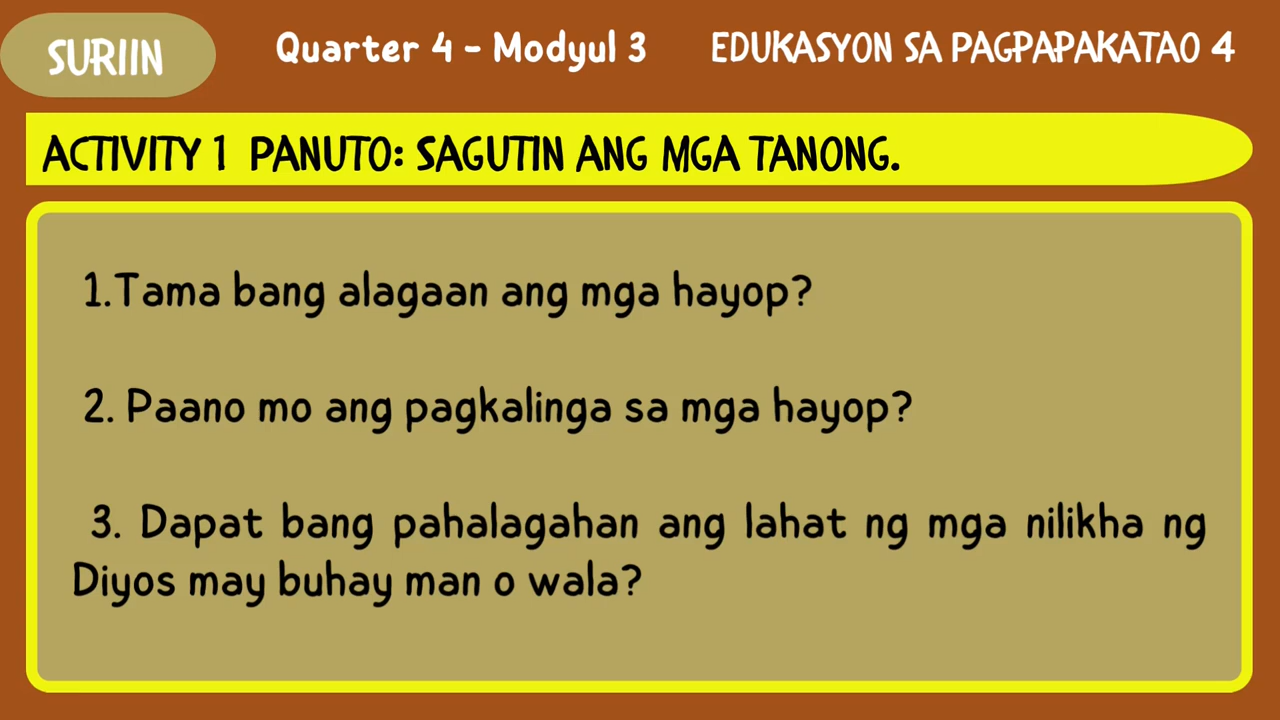 SURIIN
Quarter 4 - Modyul 3
EDUKASYON SA PAGPAPAKATAO 4
ACTIVITY 1 PANUTO: SAGUTIN ANG MGA TANONG.
1.Tama bang alagaan ang mga hayop?
2. Paano mo ang pagkalinga sa mga hayop?
3. Dapat bang pahalagahan ang lahat ng mga nilikha ng
Diyos may buhay man o wala?